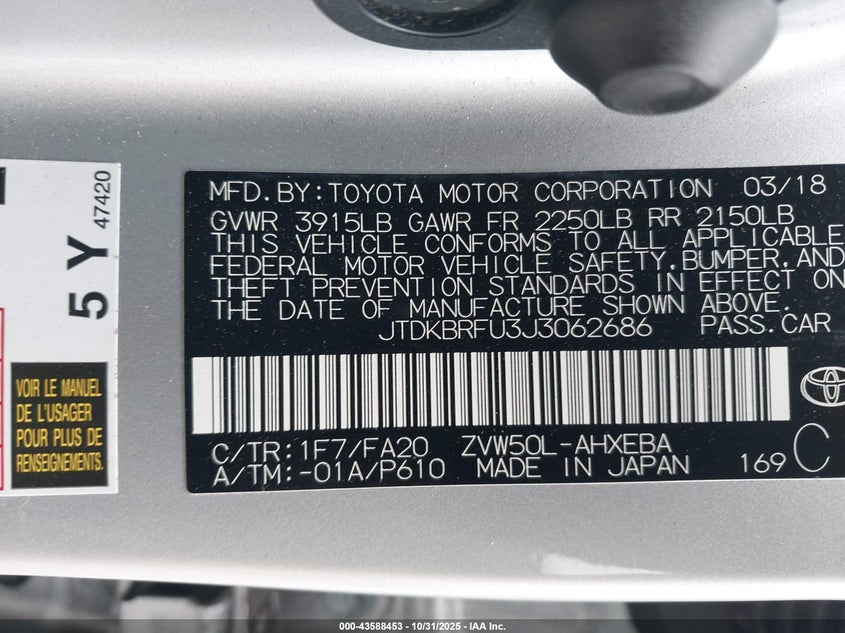 47420
5 Y
VOIR LE MANUEL
DE L'USAGER
POUR PLUS DE
RENSEIGNEMENTS.
MFD.BY:TOYOTA MOTOR CORPORATION 03/18
GVWR 3915LB GAWR FR 2250LB RR 2150LB
THIS VEHICLE CONFORMS TO ALL APPLICABLE
FEDERAL MOTOR VEHICLE SAFETY,BUMPER,AND
THEFT PREVENTION STANDARDS IN EFFECT ON
THE DATE OF MANUFACTURE SHOWN ABOVE.
JTDKBRFU3J3062686 PASS.CAR
C/TR:1F7/FA20 ZVW50L-AHXEBA
A/TM:-01A/P610 MADE IN JAPAN 169 C
000-43588453 - 10/31/2025 - IAA Inc.